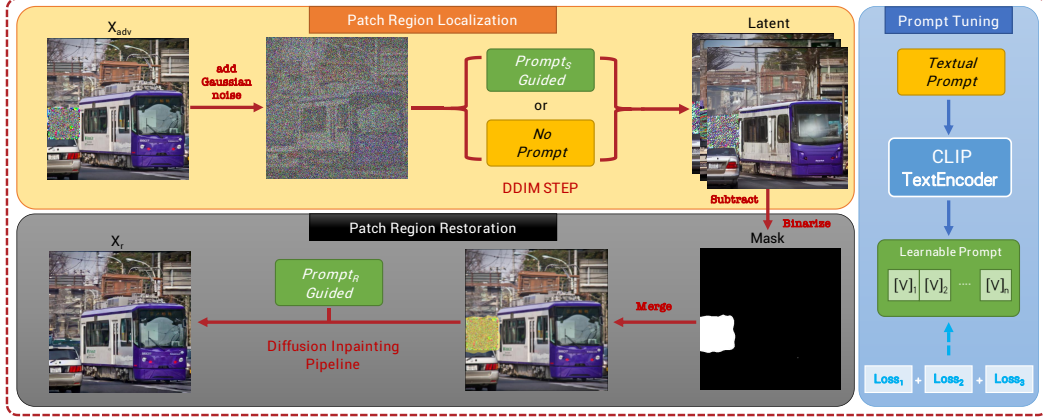 Patch Region Localization
X_adv
add
Gaussian
noise
Prompt_S
Guided
or
No
Prompt
DDIM STEP
Latent
Subtract
Binarize
Patch Region Restoration
X_r
Prompt_R
Guided
Diffusion Inpainting
Pipeline
Merge
Mask
Prompt Tuning
Textual
Prompt
CLIP
TextEncoder
Learnable Prompt
[V]_1 [V]_2 ···· [V]_n
Loss_1 + Loss_2 + Loss_3